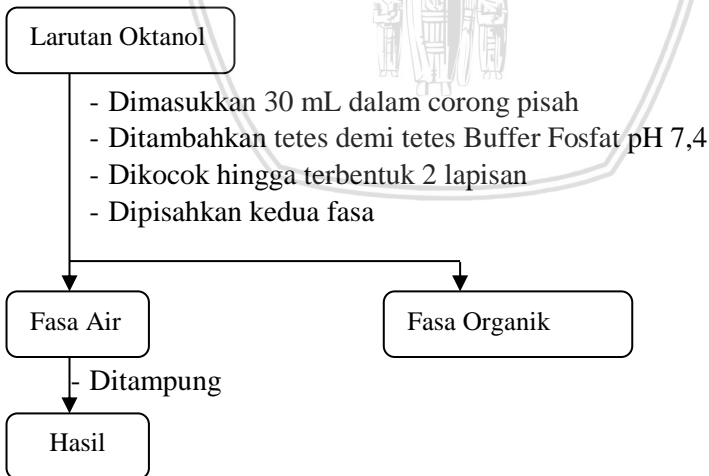 Larutan Oktanol
- Dimasukkan 30 mL dalam corong pisah
- Ditambahkan tetes demi tetes Buffer Fosfat pH 7,4
- Dikocok hingga terbentuk 2 lapisan
- Dipisahkan kedua fasa
Fasa Air
Fasa Organik
- Ditampung
Hasil